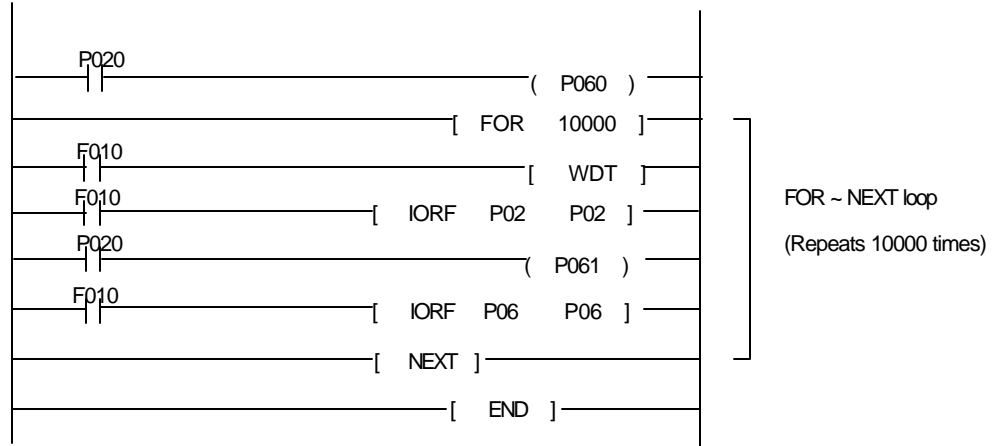 P020
( P060 )
[ FOR 10000 ]
F010
[ WDT ]
F010
[ IORF P02 P02 ]
P020
( P061 )
F010
[ IORF P06 P06 ]
[ NEXT ]
[ END ]
FOR ~ NEXT loop
(Repeats 10000 times)